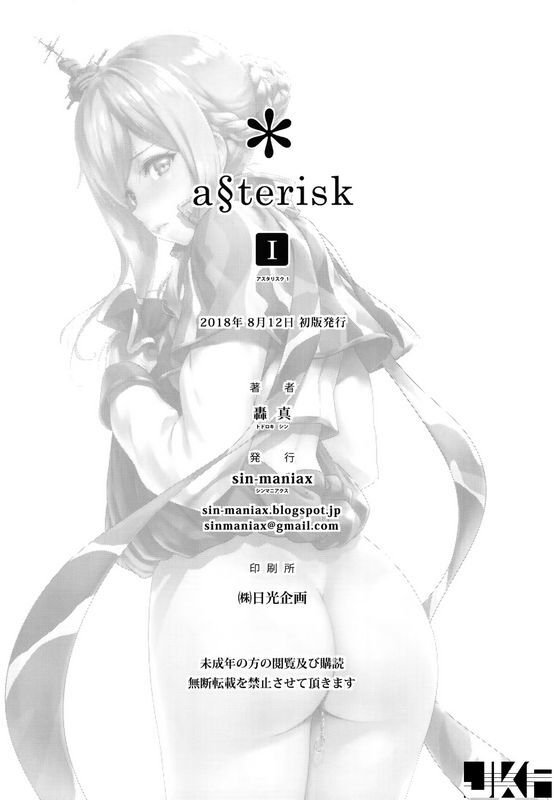 *
a§terisk
I
アスタリスク 1
2018年 8月12日 初版発行
著者
轟 真
トドロキ シン
発行
sin-maniax
シンマニアクス
sin-maniax.blogspot.jp
sinmaniax@gmail.com
印刷所
㈱日光企画
未成年の方の閲覧及び購読
無断転載を禁止させて頂きます
JKF